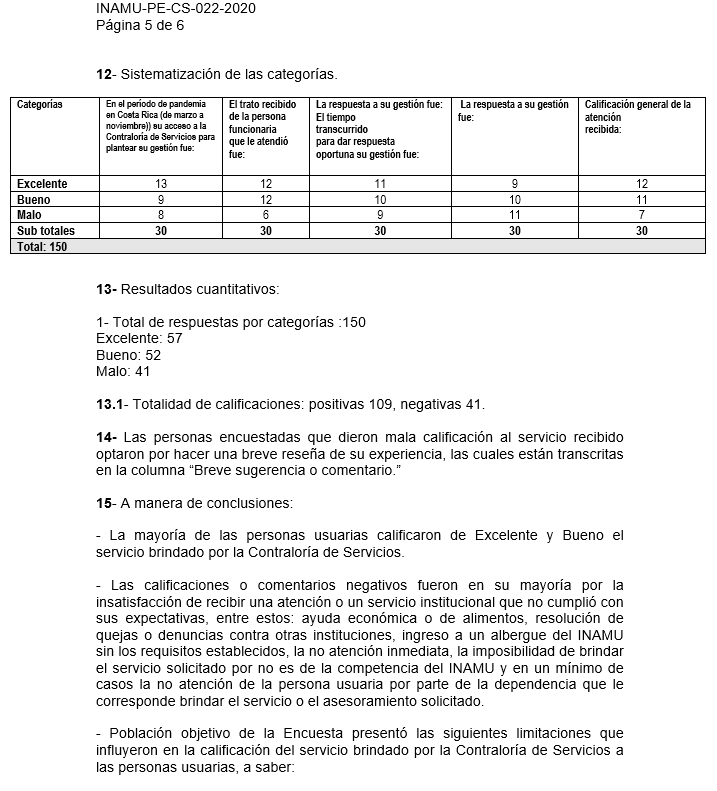 INAMU-PE-CS-022-2020
Página 5 de 6
12- Sistematización de las categorías.
Categorías
En el período de pandemia
en Costa Rica (de marzo a
noviembre)) su acceso a la
Contraloría de Servicios para
plantear su gestión fue:
El trato recibido
de la persona
funcionaria
que le atendió
fue:
La respuesta a su gestión fue:
El tiempo
transcurrido
para dar respuesta
oportuna su gestión fue:
La respuesta a su gestión
fue:
Calificación general de la
atención
recibida:
Excelente 13 12 11 9 12
Bueno 9 12 10 10 11
Malo 8 6 9 11 7
Sub totales 30 30 30 30 30
Total: 150
13- Resultados cuantitativos:
1- Total de respuestas por categorías :150
Excelente: 57
Bueno: 52
Malo: 41
13.1- Totalidad de calificaciones: positivas 109, negativas 41.
14- Las personas encuestadas que dieron mala calificación al servicio recibido
optaron por hacer una breve reseña de su experiencia, las cuales están transcritas
en la columna “Breve sugerencia o comentario.”
15- A manera de conclusiones:
- La mayoría de las personas usuarias calificaron de Excelente y Bueno el
servicio brindado por la Contraloría de Servicios.
- Las calificaciones o comentarios negativos fueron en su mayoría por la
insatisfacción de recibir una atención o un servicio institucional que no cumplió con
sus expectativas, entre estos: ayuda económica o de alimentos, resolución de
quejas o denuncias contra otras instituciones, ingreso a un albergue del INAMU
sin los requisitos establecidos, la no atención inmediata, la imposibilidad de brindar
el servicio solicitado por no es de la competencia del INAMU y en un mínimo de
casos la no atención de la persona usuaria por parte de la dependencia que le
corresponde brindar el servicio o el asesoramiento solicitado.
- Población objetivo de la Encuesta presentó las siguientes limitaciones que
influyeron en la calificación del servicio brindado por la Contraloría de Servicios a
las personas usuarias, a saber: